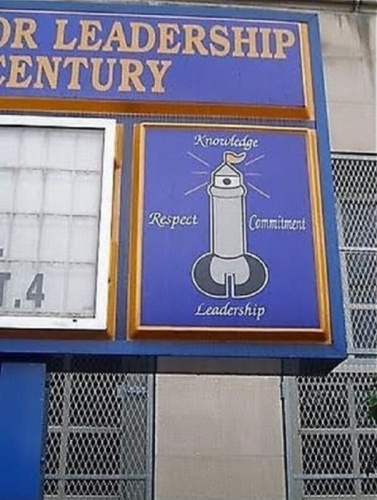 OR LEADERSHIP
CENTURY
Knowledge
Respect
Commitment
Leadership
T.4